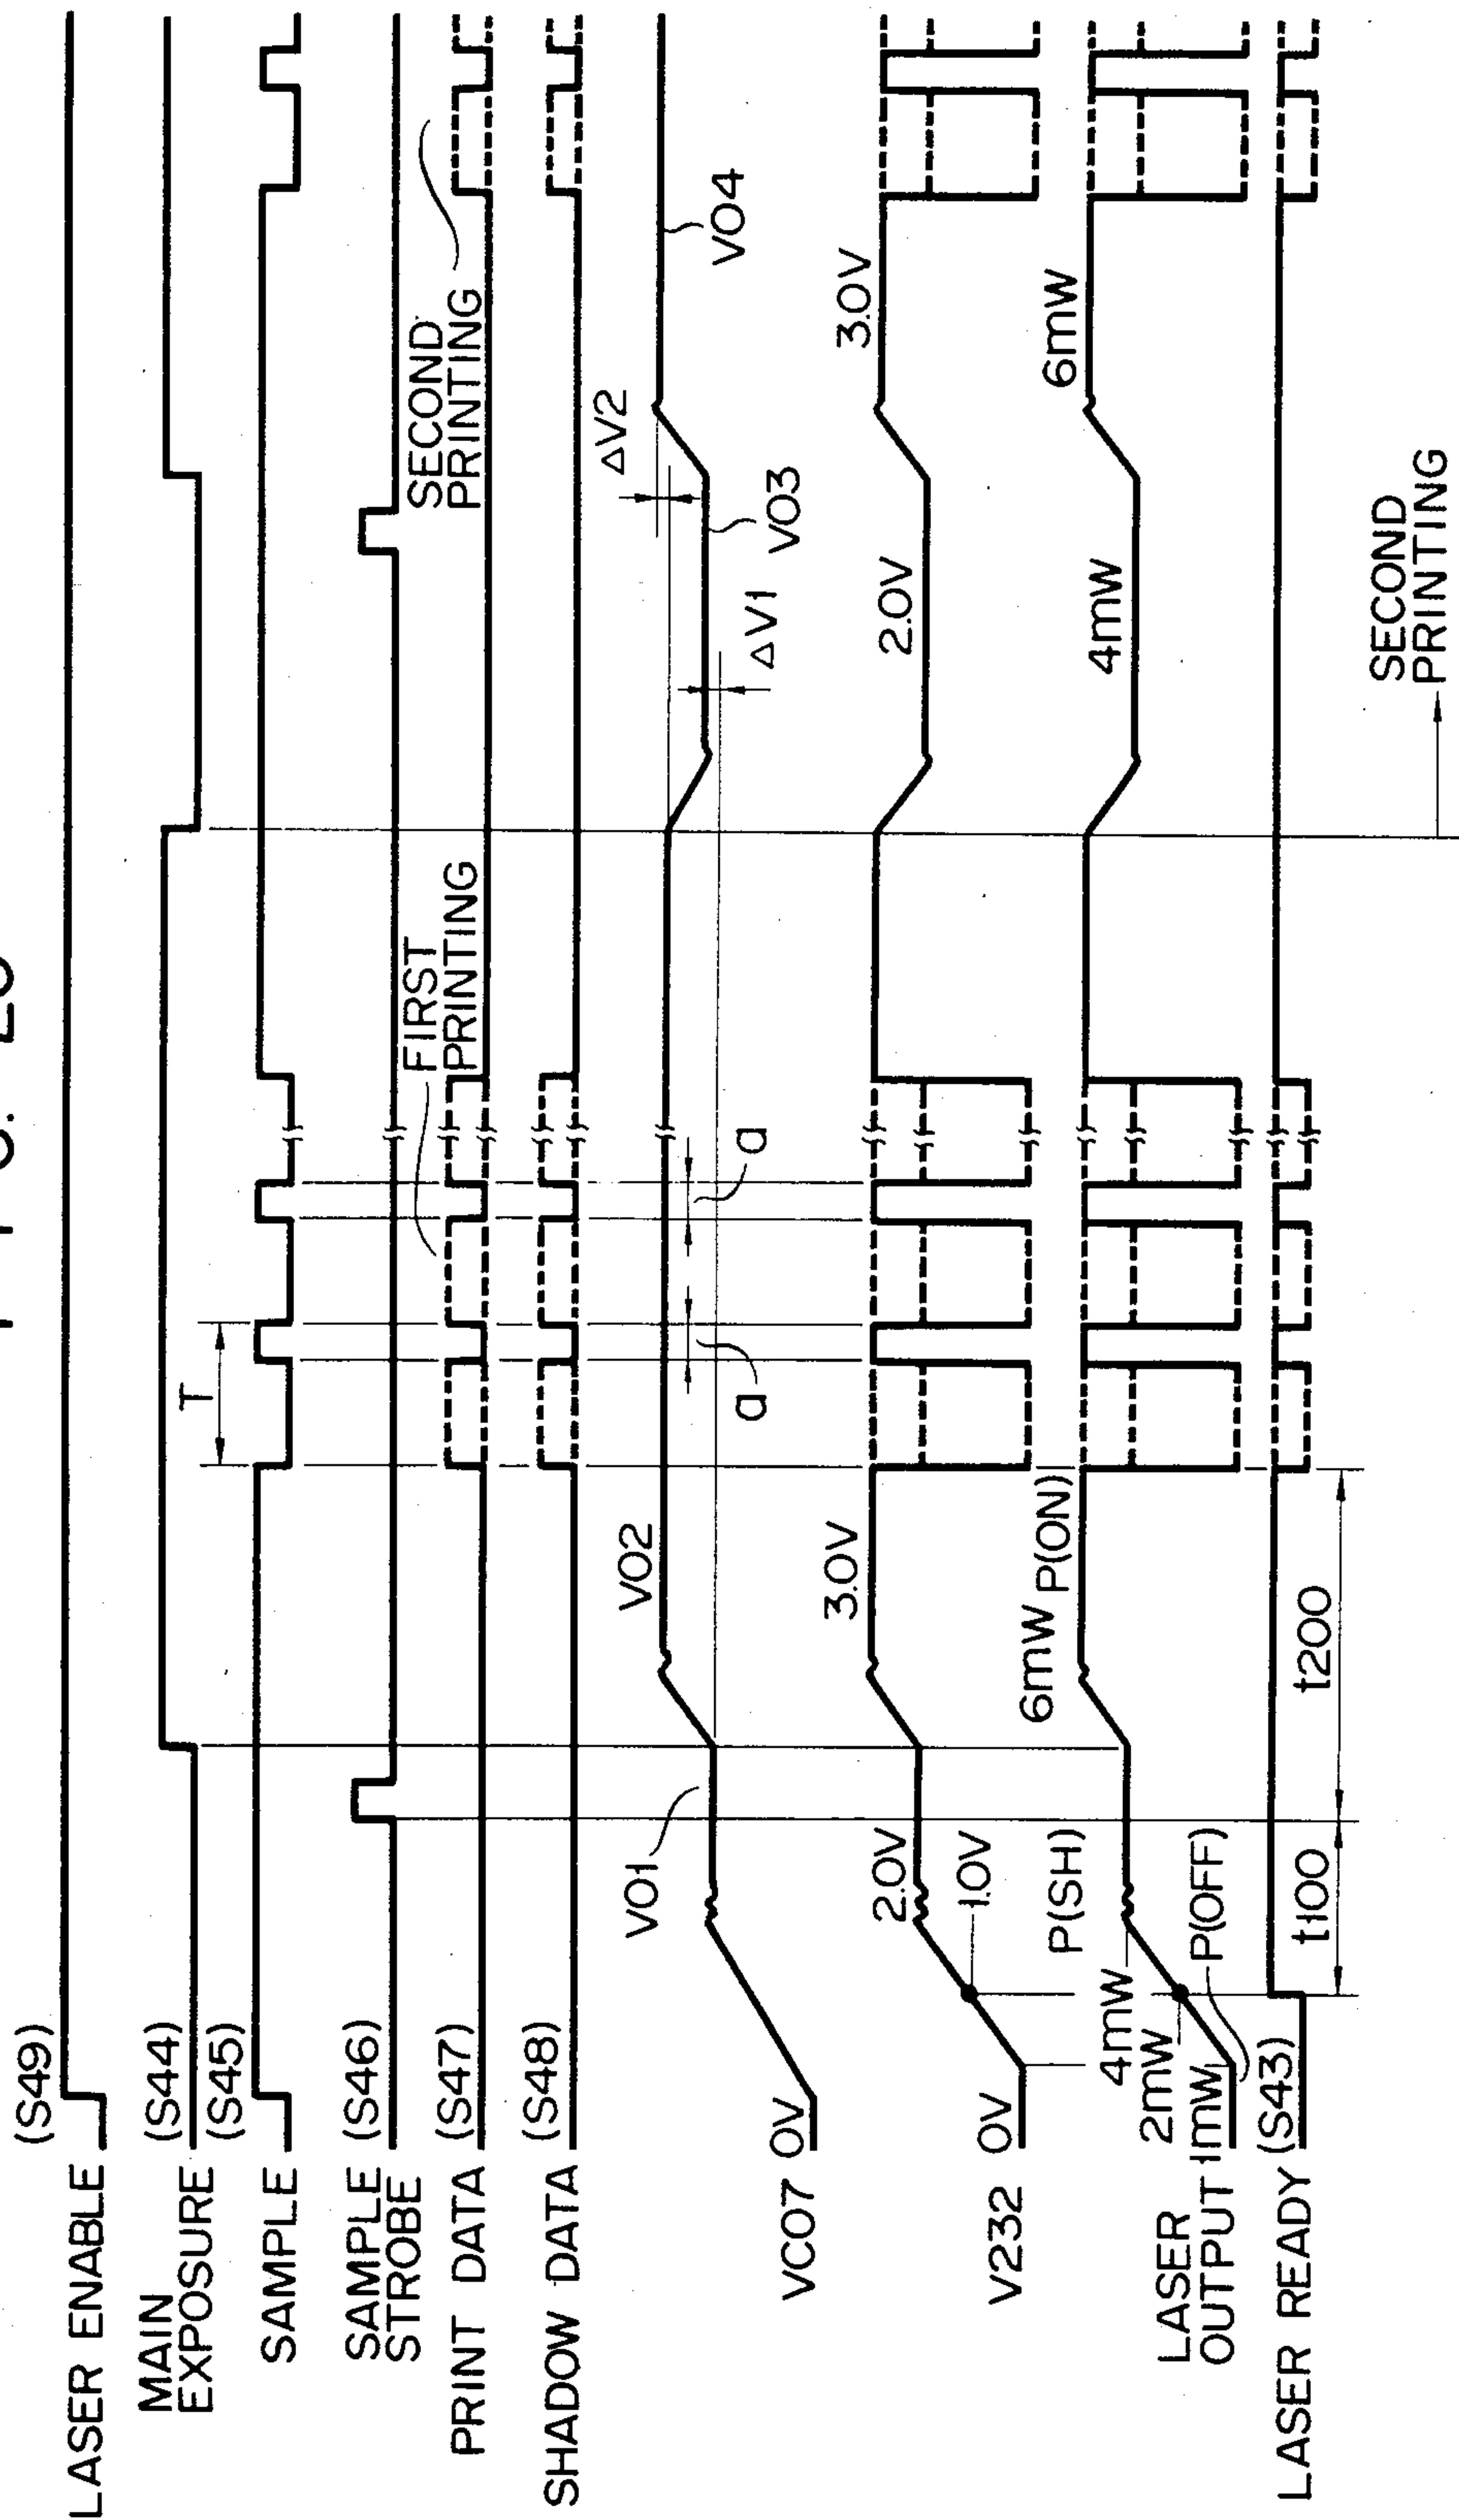 LASER ENABLE (S49)
MAIN
EXPOSURE (S44)
SAMPLE (S45)
SAMPLE
STROBE (S46)
PRINT DATA (S47)
SHADOW DATA (S48)
VC07 0V
V232 0V
LASER
OUTPUT 1mW
2mW
4mW
LASER READY (S43)
T
FIRST
PRINTING
SECOND
PRINTING
V01
V02
ΔV1
V03
ΔV2
V04
a
a
2.0V
1.0V
3.0V
2.0V
3.0V
P(SH)
P(OFF)
6mW P(ON)
4mW
6mW
t100
t200
SECOND
PRINTING